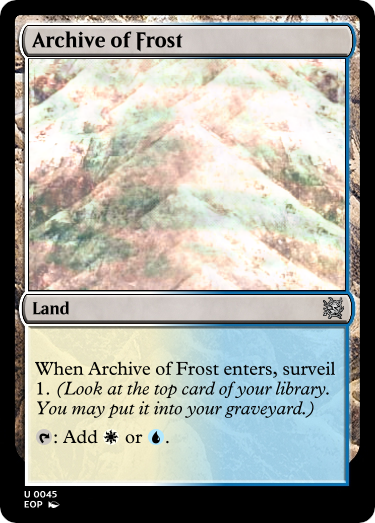 Archive of Frost
Land
When Archive of Frost enters, surveil
1. (Look at the top card of your library.
You may put it into your graveyard.)
: Add or .
U 0045
EOP